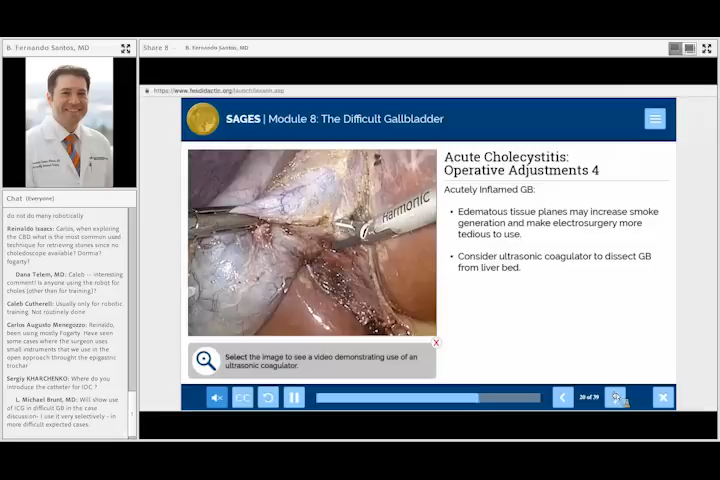 B. Fernando Santos, MD
Share 8
B. Fernando Santos, MD
https://www.fesdidactic.org/launch/lesson.asp
SAGES | Module 8: The Difficult Gallbladder
Harmonic
Acute Cholecystitis:
Operative Adjustments 4
Acutely Inflamed GB:
• Edematous tissue planes may increase smoke
generation and make electrosurgery more
tedious to use.
• Consider ultrasonic coagulator to dissect GB
from liver bed.
X
Select the image to see a video demonstrating use of an
ultrasonic coagulator.
CC
20 of 39
Chat (Everyone)
do not do many robotically
Reinaldo Isaacs: Carlos, when exploring
the CBD what is the most common used
technique for retrieving stones since no
choledoscope available? Dormia?
fogarty?
Dana Telem, MD: Caleb -- interesting
comment! Is anyone using the robot for
choles (other than for training)?
Caleb Cutherell: Usually only for robotic
training. Not routinely done
Carlos Augusto Menegozzo: Reinaldo,
been using mostly Fogarty. Have seen
some cases where the surgeon uses
small instruments that we use in the
open approach throught the epigastric
trochar
Sergiy KHARCHENKO: Where do you
introduce the catheter for IOC ?
L. Michael Brunt, MD: Will show
use of ICG in difficult GB in the case
discussion- I use it very selectively - in
more difficult expected cases.